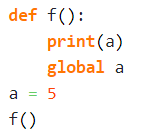 def f():
    print(a)
    global a
a = 5
f()